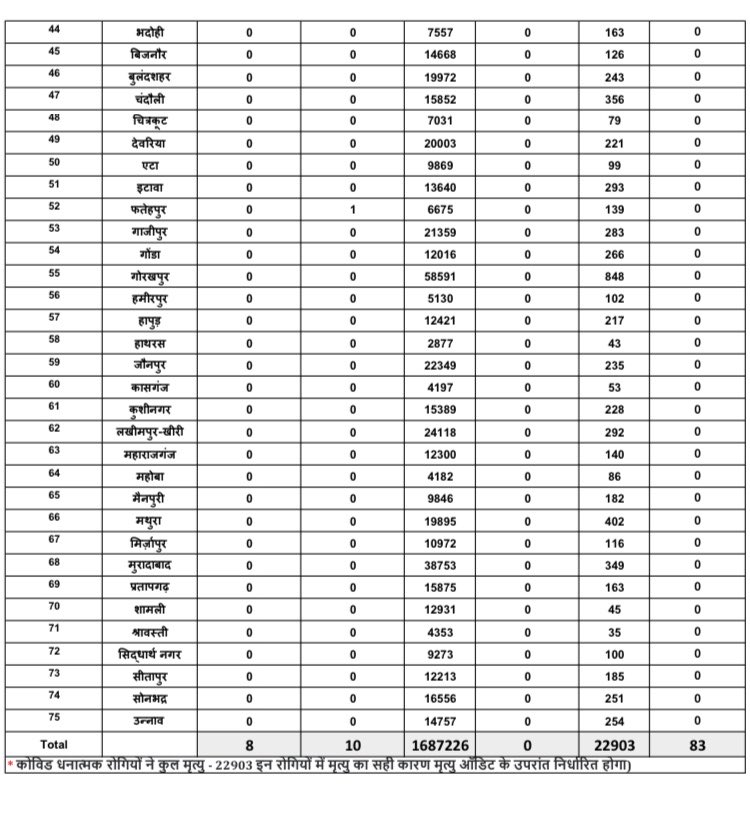 44 भदोही 0 0 7557 0 163 0
45 बिजनौर 0 0 14668 0 126 0
46 बुलंदशहर 0 0 19972 0 243 0
47 चंदौली 0 0 15852 0 356 0
48 चित्रकूट 0 0 7031 0 79 0
49 देवरिया 0 0 20003 0 221 0
50 एटा 0 0 9869 0 99 0
51 इटावा 0 0 13640 0 293 0
52 फतेहपुर 0 1 6675 0 139 0
53 गाजीपुर 0 0 21359 0 283 0
54 गोंडा 0 0 12016 0 266 0
55 गोरखपुर 0 0 58591 0 848 0
56 हमीरपुर 0 0 5130 0 102 0
57 हापुड़ 0 0 12421 0 217 0
58 हाथरस 0 0 2877 0 43 0
59 जौनपुर 0 0 22349 0 235 0
60 कासगंज 0 0 4197 0 53 0
61 कुशीनगर 0 0 15389 0 228 0
62 लखीमपुर-खीरी 0 0 24118 0 292 0
63 महाराजगंज 0 0 12300 0 140 0
64 महोबा 0 0 4182 0 86 0
65 मैनपुरी 0 0 9846 0 182 0
66 मथुरा 0 0 19895 0 402 0
67 मिर्ज़ापुर 0 0 10972 0 116 0
68 मुरादाबाद 0 0 38753 0 349 0
69 प्रतापगढ़ 0 0 15875 0 163 0
70 शामली 0 0 12931 0 45 0
71 श्रावस्ती 0 0 4353 0 35 0
72 सिद्धार्थ नगर 0 0 9273 0 100 0
73 सीतापुर 0 0 12213 0 185 0
74 सोनभद्र 0 0 16556 0 251 0
75 उन्नाव 0 0 14757 0 254 0
Total 8 10 1687226 0 22903 83
* कोविड धनात्मक रोगियों ने कुल मृत्यु - 22903 इन रोगियों में मृत्यु का सही कारण मृत्यु ऑडिट के उपरांत निर्धारित होगा)